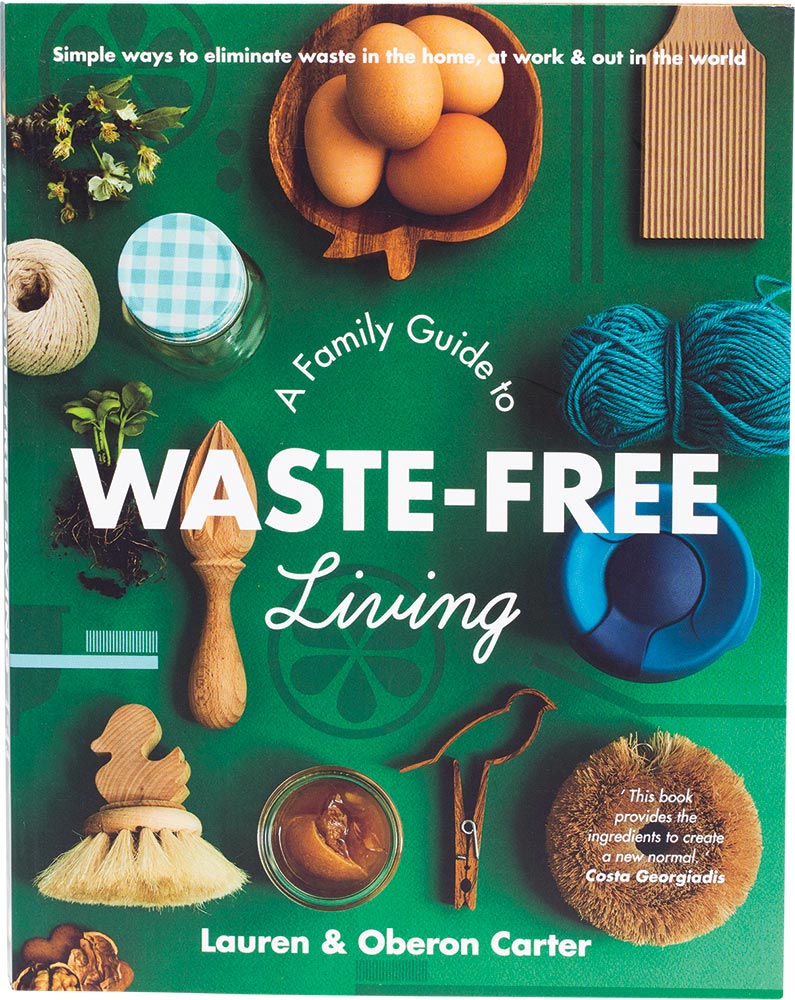 Simple ways to eliminate waste in the home, at work & out in the world
A Family Guide to
WASTE-FREE
Living
‘This book
provides the
ingredients to create
a new normal.’
Costa Georgiadis
Lauren & Oberon Carter